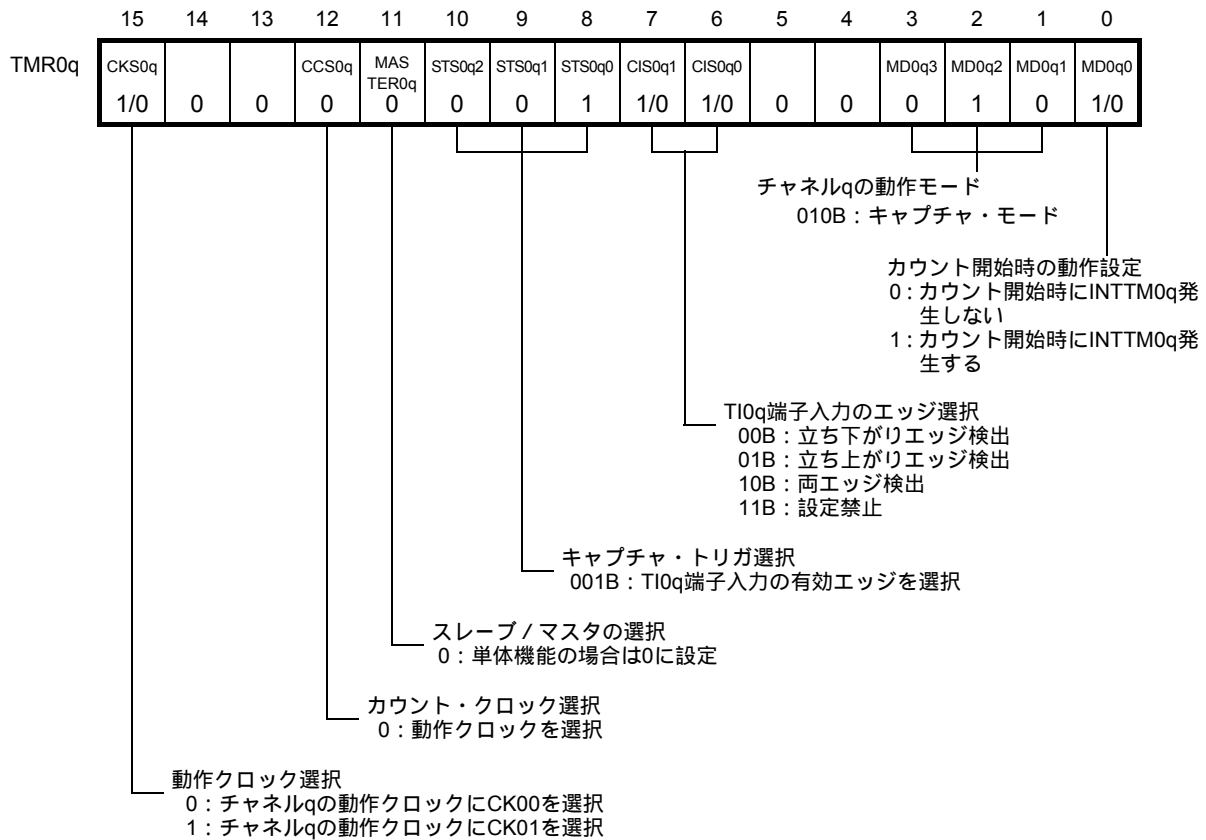 15 14 13 12 11 10 9 8 7 6 5 4 3 2 1 0
TMR0q
CKS0q CCS0q MAS TER0q STS0q2 STS0q1 STS0q0 CIS0q1 CIS0q0 MD0q3 MD0q2 MD0q1 MD0q0
1/0 0 0 0 0 0 0 1 1/0 1/0 0 0 0 1 0 1/0
チャネルqの動作モード
010B：キャプチャ・モード
カウント開始時の動作設定
0：カウント開始時にINTTM0q発
生しない
1：カウント開始時にINTTM0q発
生する
TI0q端子入力のエッジ選択
00B：立ち下がりエッジ検出
01B：立ち上がりエッジ検出
10B：両エッジ検出
11B：設定禁止
キャプチャ・トリガ選択
001B：TI0q端子入力の有効エッジを選択
スレーブ／マスタの選択
0：単体機能の場合は0に設定
カウント・クロック選択
0：動作クロックを選択
動作クロック選択
0：チャネルqの動作クロックにCK00を選択
1：チャネルqの動作クロックにCK01を選択